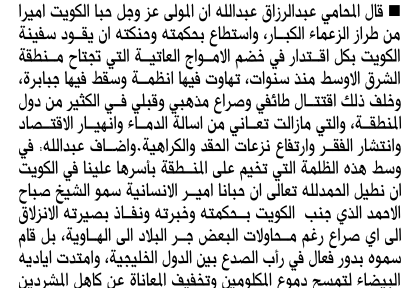 ■ قال المحامي عبدالرزاق عبدالله ان المولى عز وجل حبا الكويت اميرا
من طراز الزعماء الكبار، واستطاع بحكمته وحنكته ان يقود سفينة
الكويت بكل اقتدار في خضم الامواج العاتية التي تجتاح منطقة
الشرق الاوسط منذ سنوات، تهاوت فيها انظمة وسقط فيها جبابرة،
وخلف ذلك اقتتال طائفي وصراع مذهبي وقبلي في الكثير من دول
المنطقة، والتي مازالت تعاني من اسالة الدماء وانهيار الاقتصاد
وانتشار الفقر وارتفاع نزعات الحقد والكراهية.واضاف عبدالله: في
وسط هذه الظلمة التي تخيم على المنطقة بأسرها علينا في الكويت
ان نطيل الحمدلله تعالى ان حبانا امير الانسانية سمو الشيخ صباح
الاحمد الذي جنب الكويت بحكمته وخبرته ونفاذ بصيرته الانزلاق
الى اي صراع رغم محاولات البعض جر البلاد الى الهاوية، بل قام
سموه بدور فعال في رأب الصدع بين الدول الخليجية، وامتدت اياديه
البيضاء لتمسح دموع المكلومين وتخفيف المعاناة عن كاهل المشردين